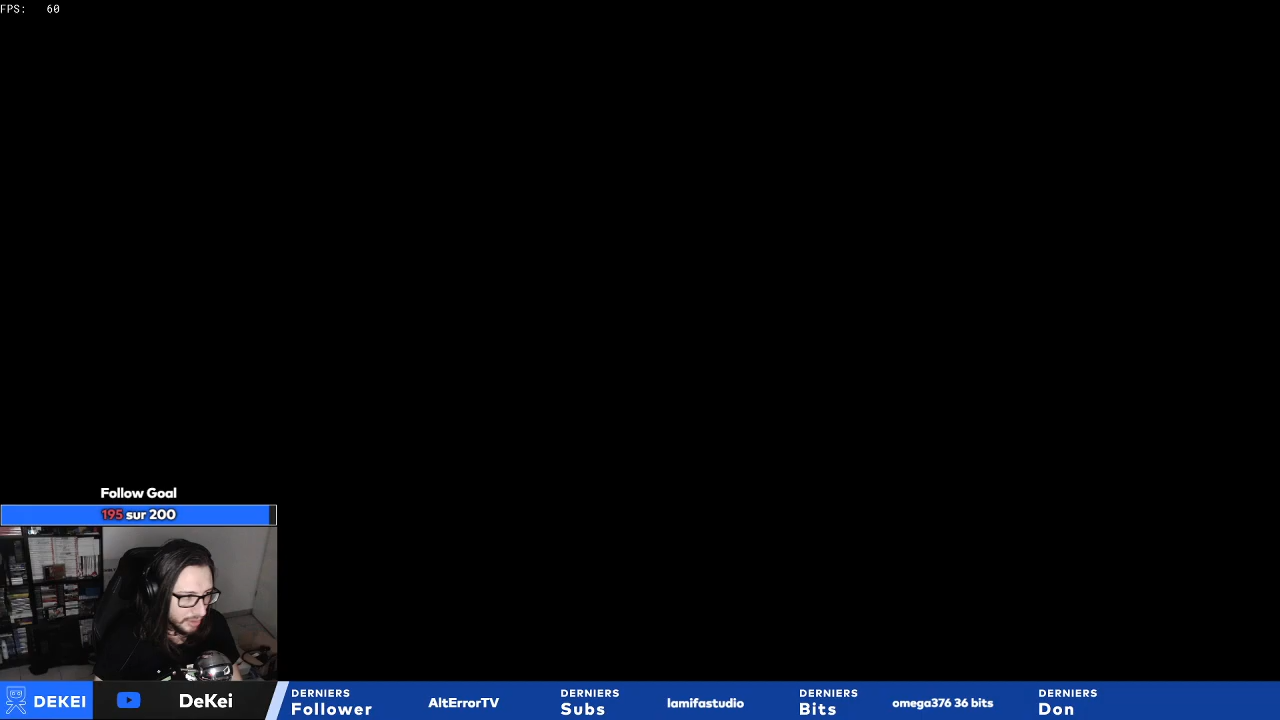 FPS: 60
Follow Goal
195 sur 200
DEKEI
DeKei
DERNIERS
Follower
AltErrorTV
DERNIERS
Subs
lamifastudio
DERNIERS
Bits
omega376 36 bits
DERNIERS
Don